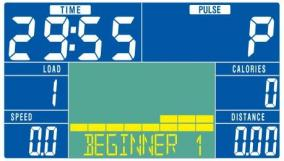 TIME PULSE
29:55 P
LOAD CALORIES
1 0
SPEED DISTANCE
0.0 0.00
BEGINNER 1